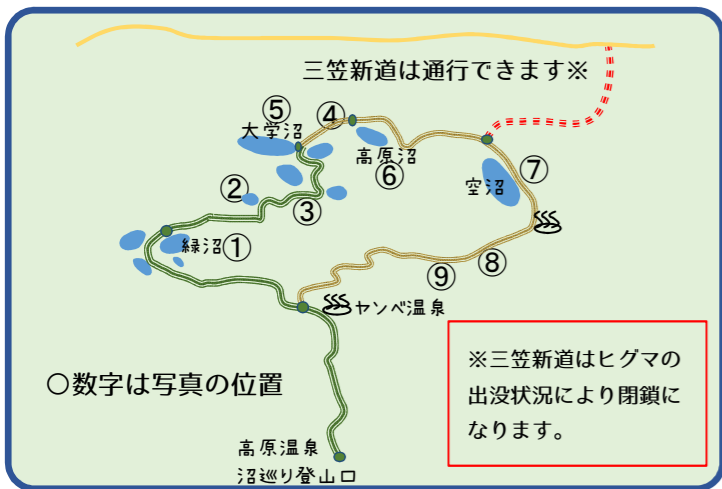 三笠新道は通行できます※
④
⑤
大学沼
高原沼
⑥
⑦
空沼
②
③
緑沼①
⑧
⑨
ヤンベ温泉
〇数字は写真の位置
※三笠新道はヒグマの
出没状況により閉鎖に
なります。
高原温泉
沼巡り登山口